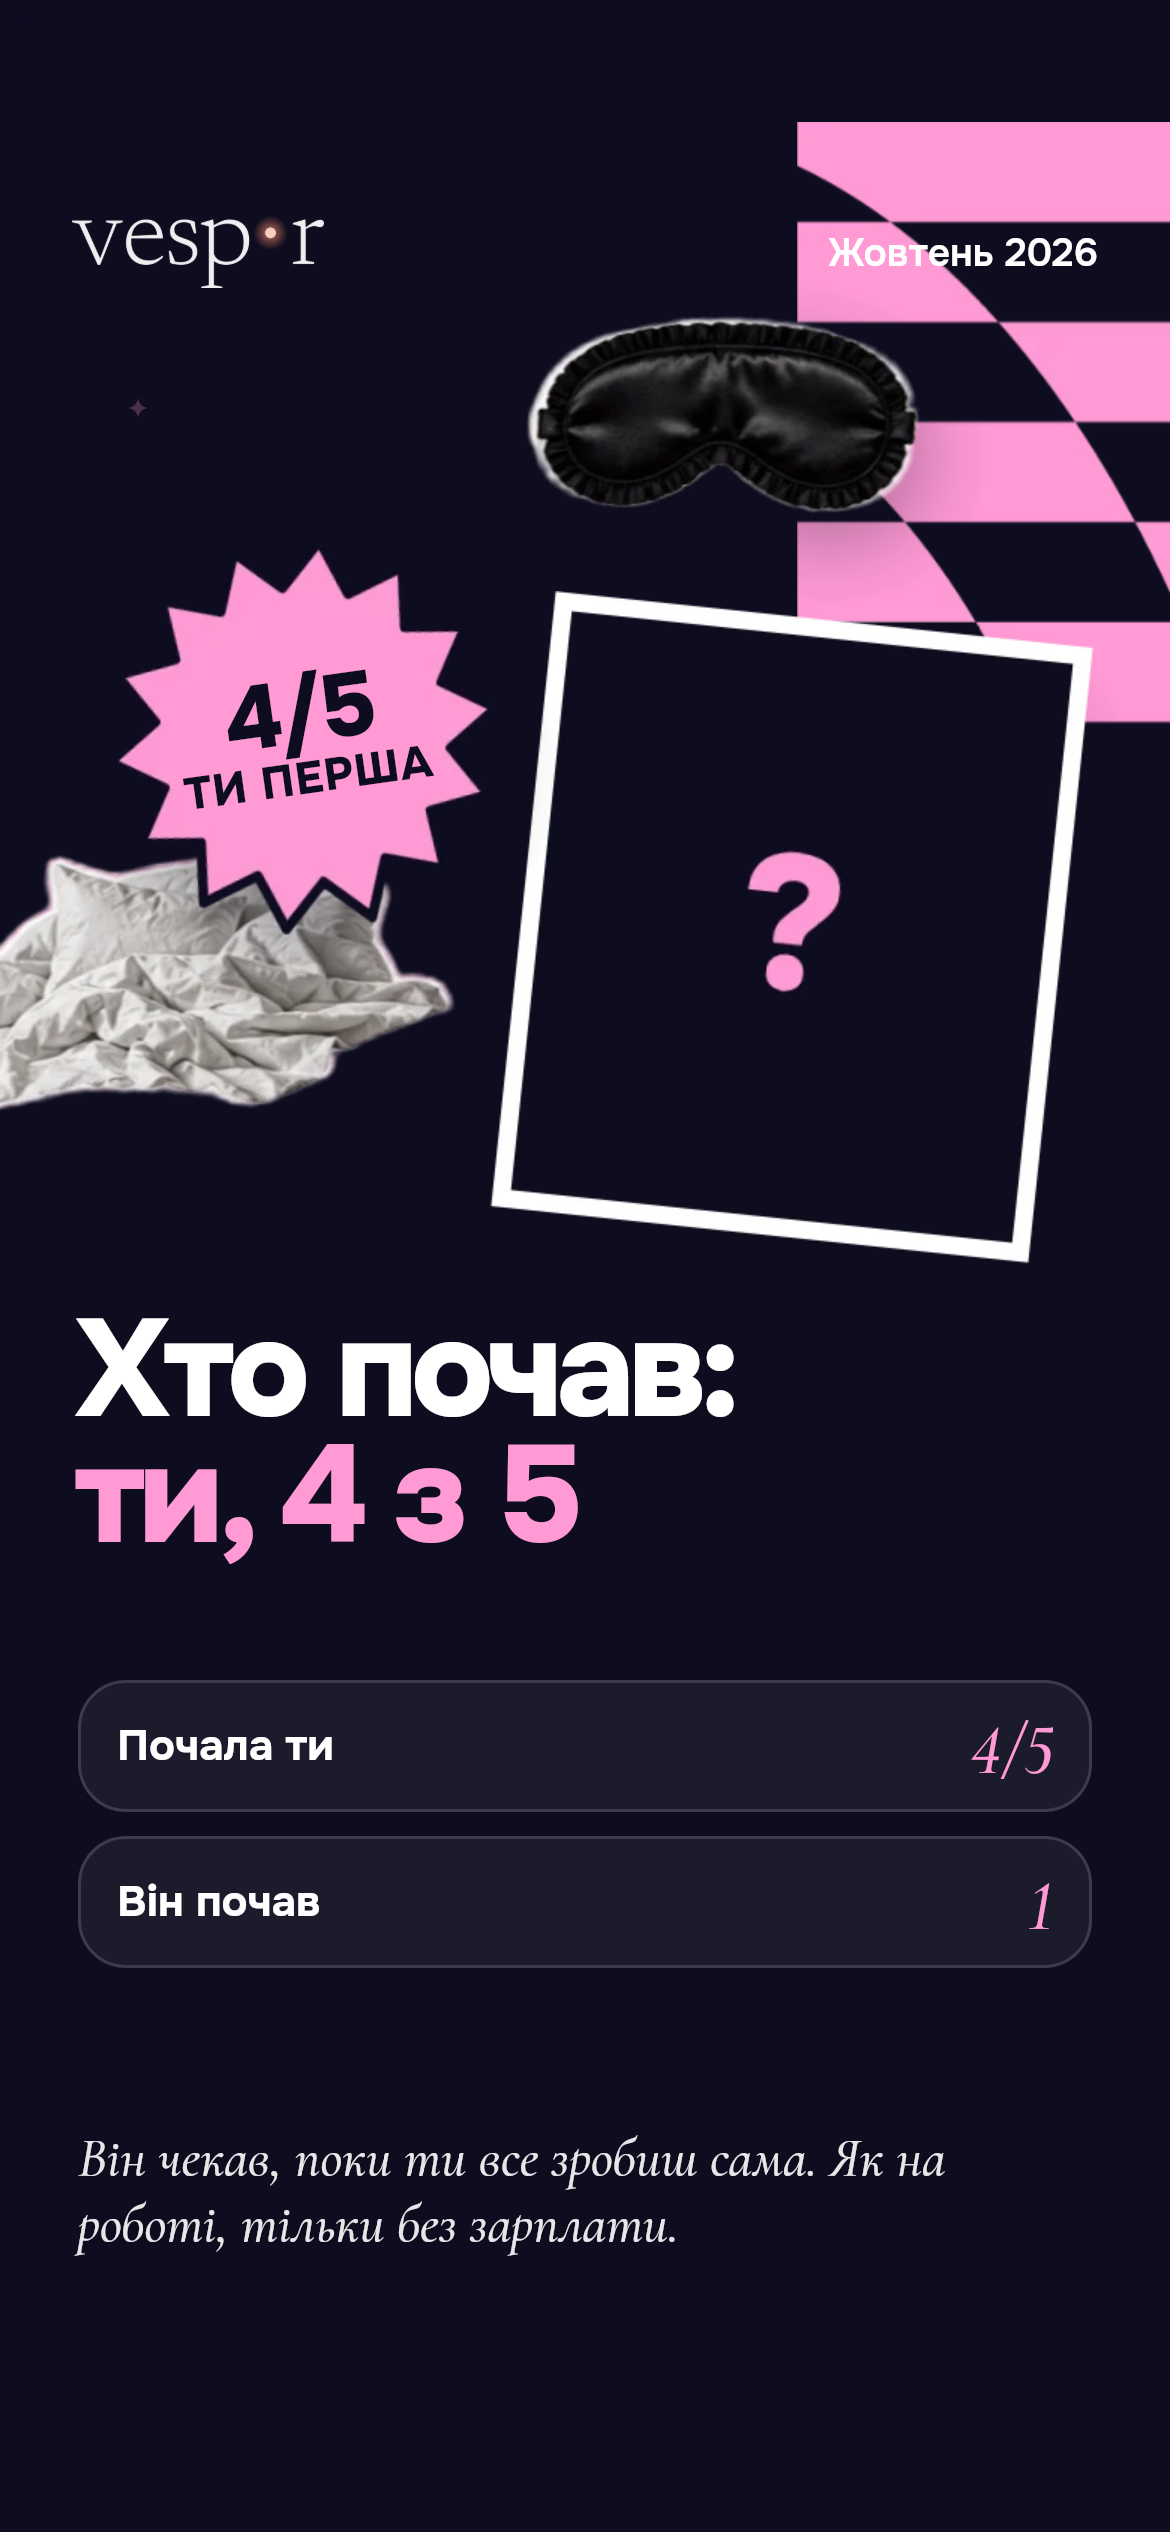 vesp•r
Жовтень 2026
4/5
ТИ ПЕРША
?
Хто почав:
ти, 4 з 5
Почала ти
4/5
Він почав
1
Він чекав, поки ти все зробиш сама. Як на
роботі, тільки без зарплати.